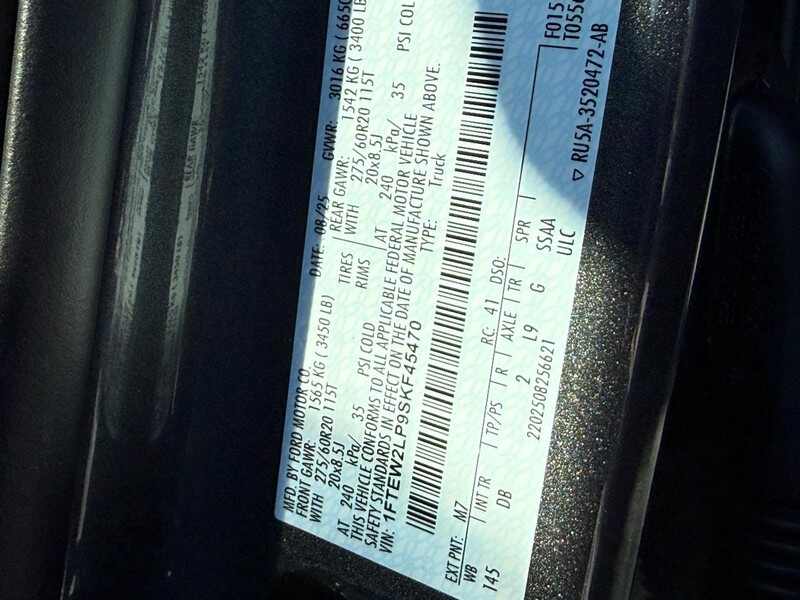 MFD. BY FORD MOTOR CO.
DATE: 08/25
GVWR: 3016 KG ( 6650
FRONT GAWR: 1565 KG ( 3450 LB)
REAR GAWR: 1542 KG ( 3400 LB
WITH 275/60R20 115T TIRES WITH 275/60R20 115T
20x8.5J RIMS 20x8.5J
AT 240 kPa/ 35 PSI COLD AT 240 kPa/ 35 PSI COL
THIS VEHICLE CONFORMS TO ALL APPLICABLE FEDERAL MOTOR VEHICLE
SAFETY STANDARDS IN EFFECT ON THE DATE OF MANUFACTURE SHOWN ABOVE.
VIN: 1FTEW2LP9SKF45470 TYPE: Truck
F015
EXT PNT: M7 RC: 41 DSO:
WB INT TR TP/PS R AXLE TR SPR
145 DB 2 L9 G SSAA
2202508256621 ULC
▽ RU5A-3520472-AB